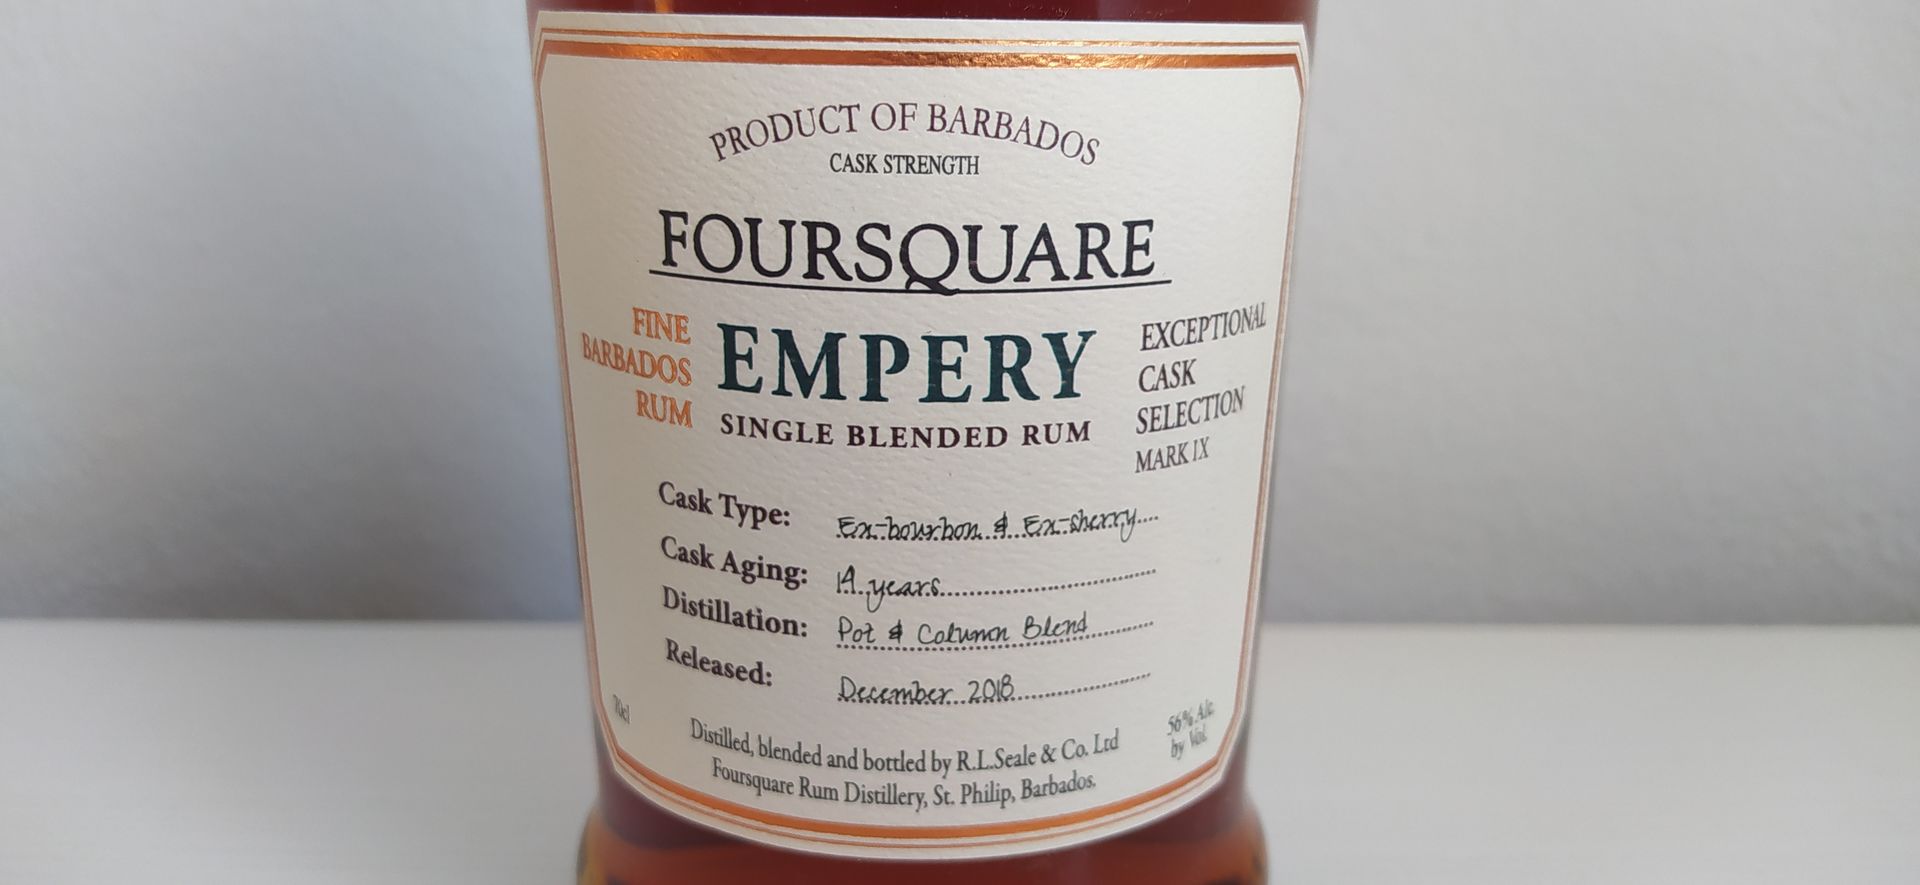 PRODUCT OF BARBADOS
CASK STRENGTH
FOURSQUARE
FINE
BARBADOS
RUM
EMPERY
SINGLE BLENDED RUM
EXCEPTIONAL
CASK
SELECTION
MARK IX
Cask Type: Ex-bourbon & Ex-sherry
Cask Aging: 14 years
Distillation: Pot & Column Blend
Released: December 2018
70cl
56% Alc.
by Vol.
Distilled, blended and bottled by R.L.Seale & Co. Ltd
Foursquare Rum Distillery, St. Philip, Barbados.